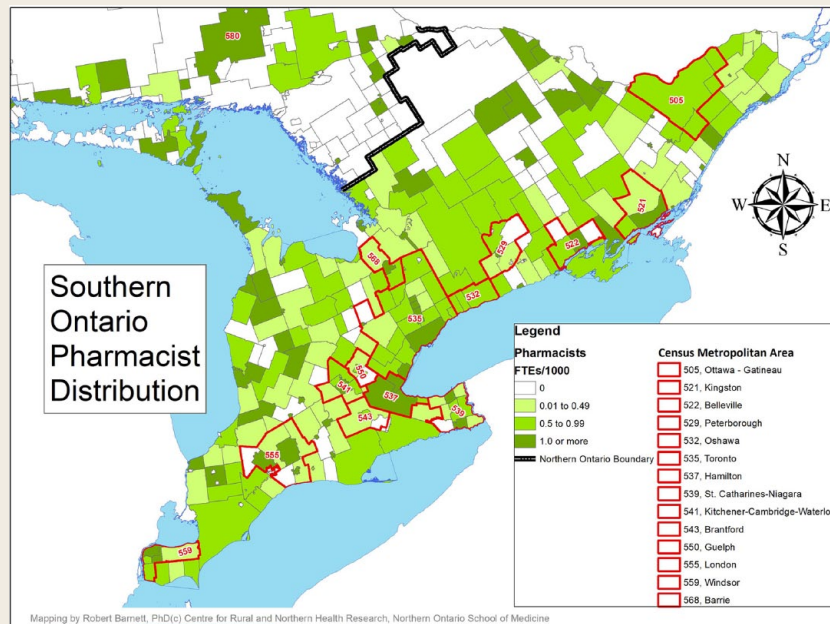 580
505
N
W E
S
521
522
529
568
532
535
Southern
Ontario
Pharmacist
Distribution
550
541
537
543
539
555
559
Legend
Pharmacists
FTEs/1000
0
0.01 to 0.49
0.5 to 0.99
1.0 or more
Northern Ontario Boundary
Census Metropolitan Area
505, Ottawa - Gatineau
521, Kingston
522, Belleville
529, Peterborough
532, Oshawa
535, Toronto
537, Hamilton
539, St. Catharines-Niagara
541, Kitchener-Cambridge-Waterlo
543, Brantford
550, Guelph
555, London
559, Windsor
568, Barrie
Mapping by Robert Barnett, PhD(c) Centre for Rural and Northern Health Research, Northern Ontario School of Medicine